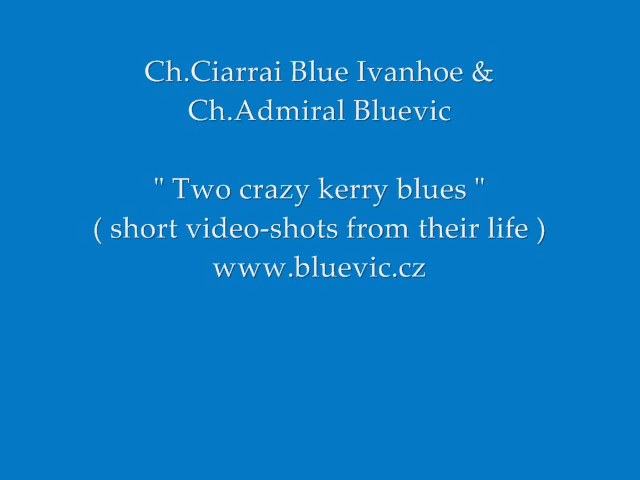 Ch.Ciarrai Blue Ivanhoe &
Ch.Admiral Bluevic
" Two crazy kerry blues "
( short video-shots from their life )
www.bluevic.cz